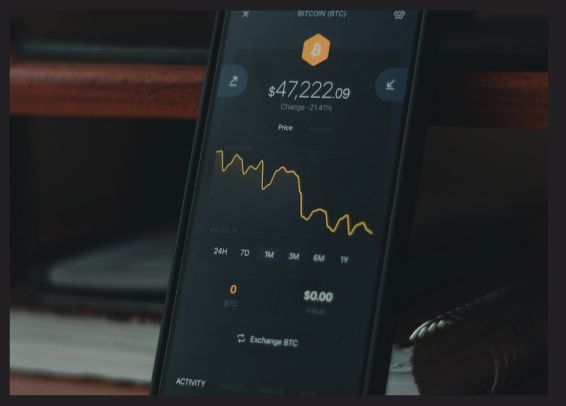 BITCOIN (BTC)
$47,222.09
Change -21.41%
Price
24H 7D 1M 3M 6M 1Y
0 $0.00
BTC Value
Exchange BTC
ACTIVITY